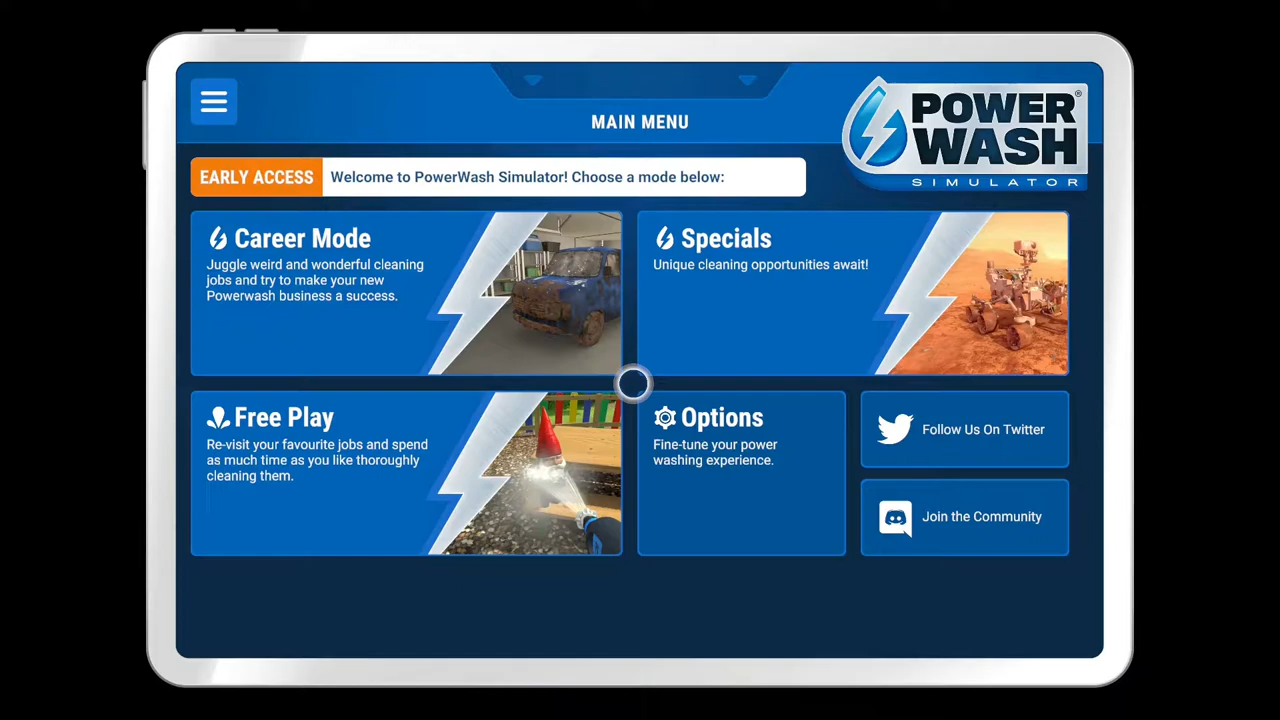 MAIN MENU
POWER
WASH
SIMULATOR
EARLY ACCESS
Welcome to PowerWash Simulator! Choose a mode below:
Career Mode
Juggle weird and wonderful cleaning
jobs and try to make your new
Powerwash business a success.
Specials
Unique cleaning opportunities await!
Free Play
Re-visit your favourite jobs and spend
as much time as you like thoroughly
cleaning them.
Options
Fine-tune your power
washing experience.
Follow Us On Twitter
Join the Community